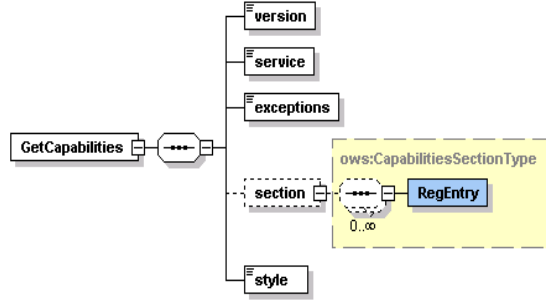 version
service
exceptions
GetCapabilities
ows:CapabilitiesSectionType
section
RegEntry
0..∞
style